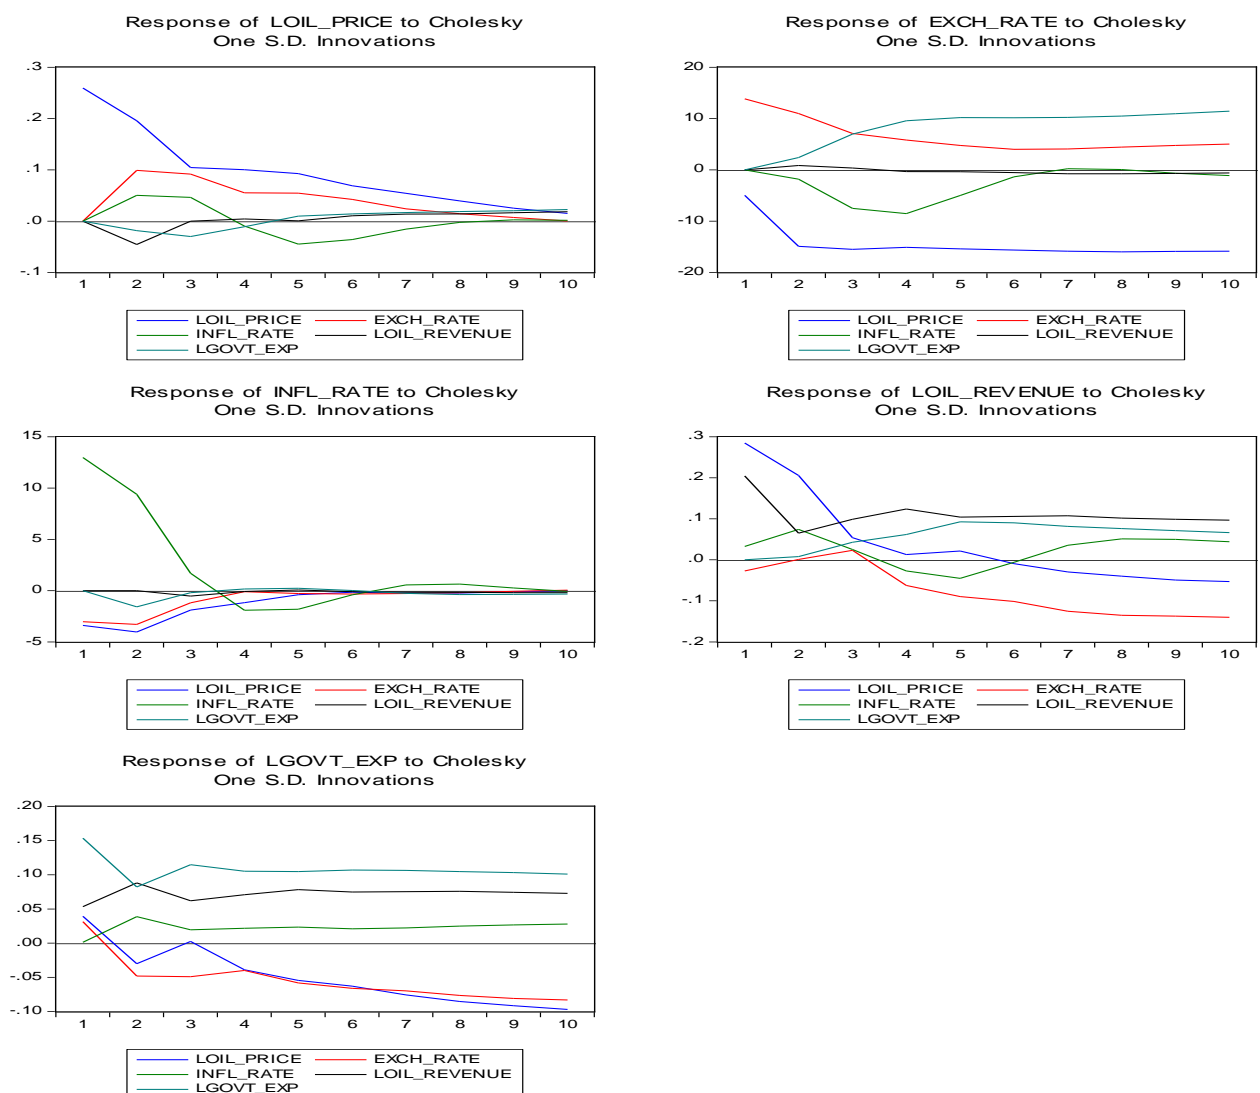 Response of LOIL_PRICE to Cholesky
One S.D. Innovations
.3
.2
.1
.0
-.1
1 2 3 4 5 6 7 8 9 10
LOIL_PRICE EXCH_RATE
INFL_RATE LOIL_REVENUE
LGOVT_EXP
Response of EXCH_RATE to Cholesky
One S.D. Innovations
20
10
0
-10
-20
1 2 3 4 5 6 7 8 9 10
LOIL_PRICE EXCH_RATE
INFL_RATE LOIL_REVENUE
LGOVT_EXP
Response of INFL_RATE to Cholesky
One S.D. Innovations
15
10
5
0
-5
1 2 3 4 5 6 7 8 9 10
LOIL_PRICE EXCH_RATE
INFL_RATE LOIL_REVENUE
LGOVT_EXP
Response of LOIL_REVENUE to Cholesky
One S.D. Innovations
.3
.2
.1
.0
-.1
-.2
1 2 3 4 5 6 7 8 9 10
LOIL_PRICE EXCH_RATE
INFL_RATE LOIL_REVENUE
LGOVT_EXP
Response of LGOVT_EXP to Cholesky
One S.D. Innovations
.20
.15
.10
.05
.00
-.05
-.10
1 2 3 4 5 6 7 8 9 10
LOIL_PRICE EXCH_RATE
INFL_RATE LOIL_REVENUE
LGOVT_EXP